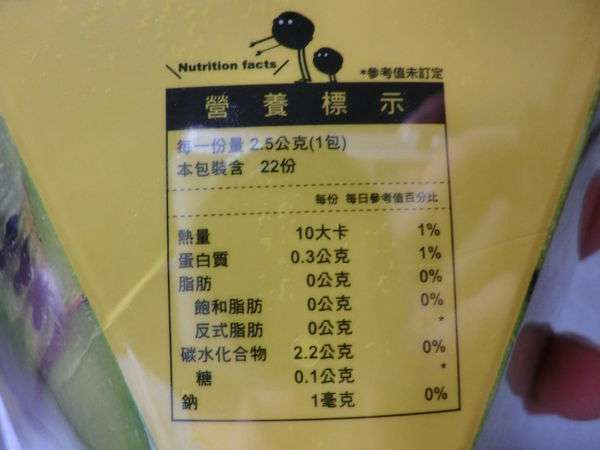 Nutrition facts
*參考值未訂定
營養標示
每一份量 2.5公克(1包)
本包裝含 22份
每份 每日參考值百分比
熱量 10大卡 1%
蛋白質 0.3公克 1%
脂肪 0公克 0%
飽和脂肪 0公克 0%
反式脂肪 0公克 *
碳水化合物 2.2公克 0%
糖 0.1公克 *
鈉 1毫克 0%